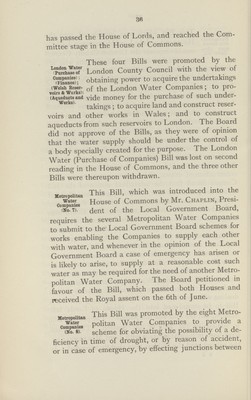 38
has passed the House of Lords, and reached the Com-
mittee stage in the House of Commons.
London Water
(Purchase of
Companies):
(Finance):
(Welsh Reser-
voirs & Works):
(Aqueducts and
Works).
These four Bills were promoted by the
London County Council with the view of
obtaining power to acquire the undertakings
of the London Water Companies; to pro-
vide money for the purchase of such under-
takings; to acquire land and construct reser-
voirs and other works in Wales; and to construct
aqueducts from such reservoirs to London. The Board
did not approve of the Bills, as they were of opinion
that the water supply should be under the control of
a body specially created for the purpose. The London
Water (Purchase of Companies) Bill was lost on second
reading in the House of Commons, and the three other
Bills were thereupon withdrawn.
Metropolitan
Water
Companies
(No. 7).
This Bill, which was introduced into the
House of Commons by Mr. CHAPLIN, Presi-
dent of the Local Government Board,
requires the several Metropolitan Water Companies
to submit to the Local Government Board schemes for
works enabling the Companies to supply each other
with water, and whenever in the opinion of the Local
Government Board a case of emergency has arisen or
is likely to arise, to supply at a reasonable cost such
water as may be required for the need of another Metro-
politan Water Company. The Board petitioned in
favour of the Bill, which passed both Houses and
received the Royal assent on the 6th of June.
Metropolitan
Water
Companies
(No. 8).
This Bill was promoted by the eight Metro-
politan Water Companies to provide a
scheme for obviating the possibility of a de-
ficiency in time of drought, or by reason of accident,
or in case of emergency, by effecting junctions between